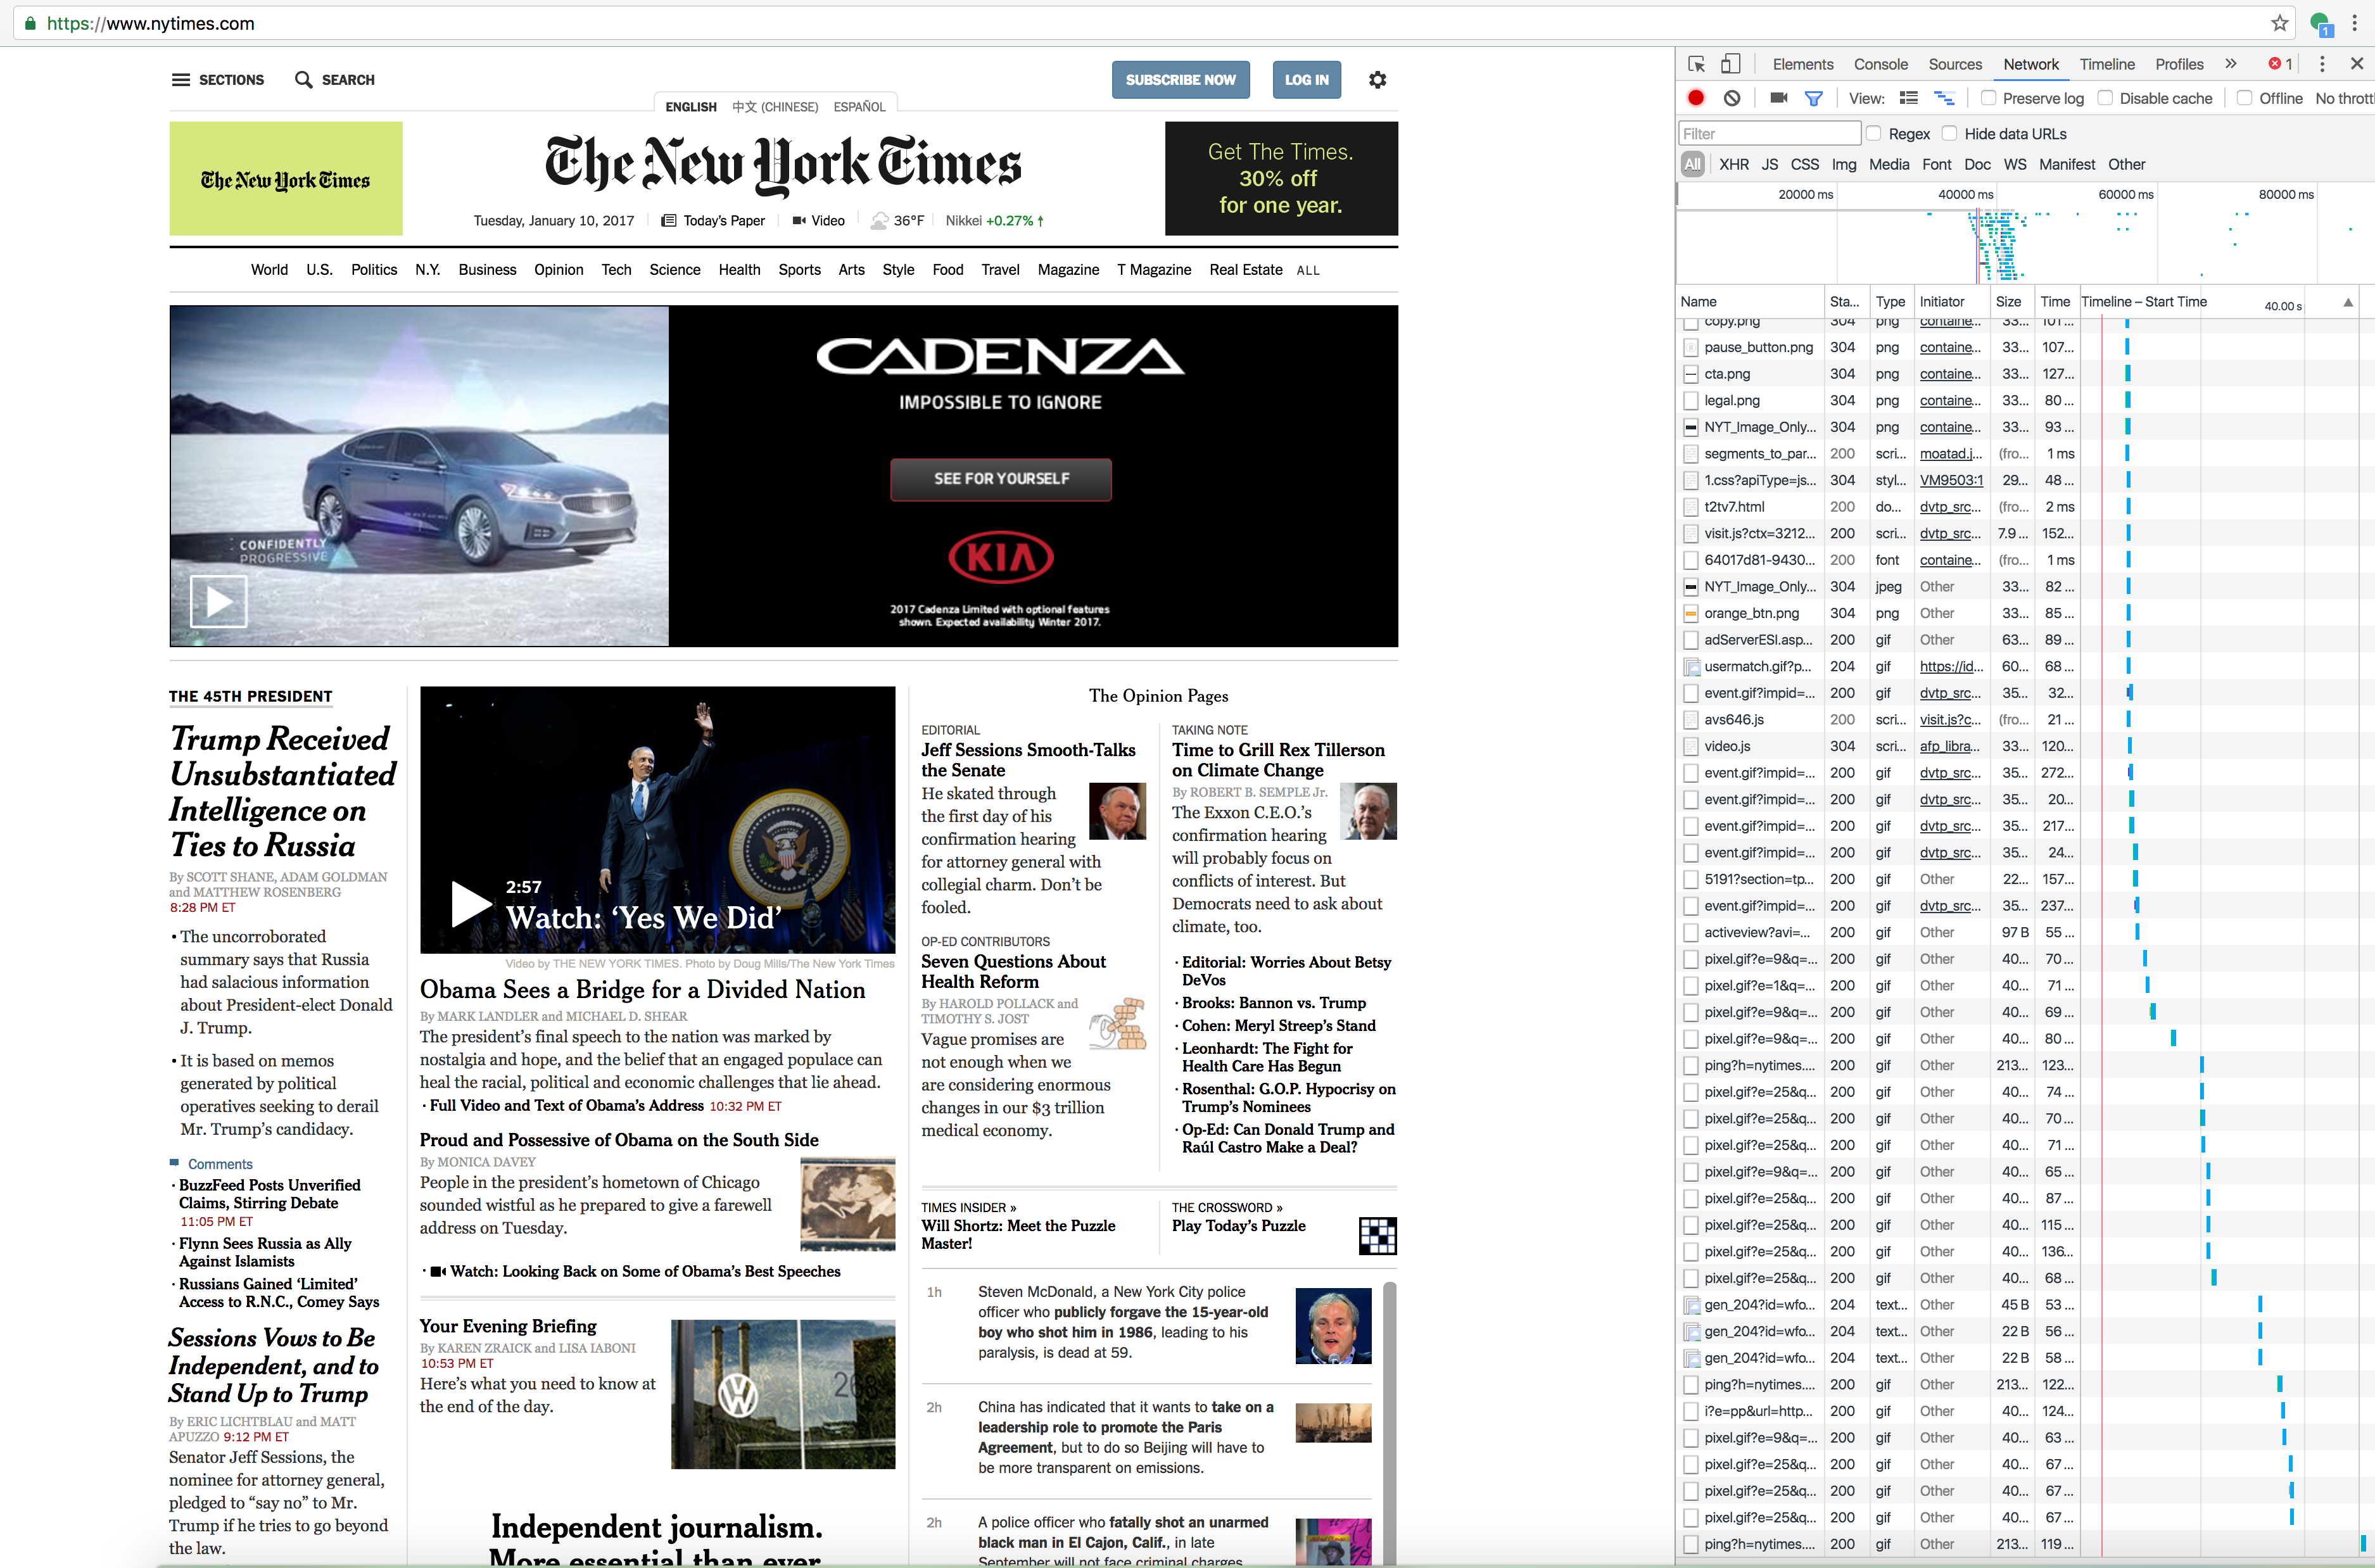 https://www.nytimes.com
1
SECTIONS
SEARCH
SUBSCRIBE NOW
LOG IN
ENGLISH 中文 (CHINESE) ESPAÑOL
The New York Times
The New York Times
Get The Times.
30% off
for one year.
Tuesday, January 10, 2017
Today's Paper
Video
36°F
Nikkei +0.27% ↑
World U.S. Politics N.Y. Business Opinion Tech Science Health Sports Arts Style Food Travel Magazine T Magazine Real Estate ALL
CONFIDENTLY
PROGRESSIVE
CADENZA
IMPOSSIBLE TO IGNORE
SEE FOR YOURSELF
KIA
2017 Cadenza Limited with optional features
shown. Expected availability Winter 2017.
THE 45TH PRESIDENT
Trump Received
Unsubstantiated
Intelligence on
Ties to Russia
By SCOTT SHANE, ADAM GOLDMAN
and MATTHEW ROSENBERG
8:28 PM ET
• The uncorroborated
summary says that Russia
had salacious information
about President-elect Donald
J. Trump.
• It is based on memos
generated by political
operatives seeking to derail
Mr. Trump's candidacy.
Comments
· BuzzFeed Posts Unverified
Claims, Stirring Debate
11:05 PM ET
· Flynn Sees Russia as Ally
Against Islamists
· Russians Gained 'Limited'
Access to R.N.C., Comey Says
Sessions Vows to Be
Independent, and to
Stand Up to Trump
By ERIC LICHTBLAU and MATT
APUZZO 9:12 PM ET
Senator Jeff Sessions, the
nominee for attorney general,
pledged to "say no" to Mr.
Trump if he tries to go beyond
the law.
2:57
Watch: 'Yes We Did'
Video by THE NEW YORK TIMES. Photo by Doug Mills/The New York Times
Obama Sees a Bridge for a Divided Nation
By MARK LANDLER and MICHAEL D. SHEAR
The president's final speech to the nation was marked by
nostalgia and hope, and the belief that an engaged populace can
heal the racial, political and economic challenges that lie ahead.
· Full Video and Text of Obama's Address 10:32 PM ET
Proud and Possessive of Obama on the South Side
By MONICA DAVEY
People in the president's hometown of Chicago
sounded wistful as he prepared to give a farewell
address on Tuesday.
· Watch: Looking Back on Some of Obama's Best Speeches
Your Evening Briefing
By KAREN ZRAICK and LISA IABONI
10:53 PM ET
Here's what you need to know at
the end of the day.
Independent journalism.
More essential than ever.
The Opinion Pages
EDITORIAL
Jeff Sessions Smooth-Talks
the Senate
He skated through
the first day of his
confirmation hearing
for attorney general with
collegial charm. Don't be
fooled.
OP-ED CONTRIBUTORS
Seven Questions About
Health Reform
By HAROLD POLLACK and
TIMOTHY S. JOST
Vague promises are
not enough when we
are considering enormous
changes in our $3 trillion
medical economy.
TAKING NOTE
Time to Grill Rex Tillerson
on Climate Change
By ROBERT B. SEMPLE Jr.
The Exxon C.E.O.'s
confirmation hearing
will probably focus on
conflicts of interest. But
Democrats need to ask about
climate, too.
· Editorial: Worries About Betsy
DeVos
· Brooks: Bannon vs. Trump
· Cohen: Meryl Streep's Stand
· Leonhardt: The Fight for
Health Care Has Begun
· Rosenthal: G.O.P. Hypocrisy on
Trump's Nominees
· Op-Ed: Can Donald Trump and
Raúl Castro Make a Deal?
TIMES INSIDER »
Will Shortz: Meet the Puzzle
Master!
THE CROSSWORD »
Play Today's Puzzle
1h
Steven McDonald, a New York City police
officer who publicly forgave the 15-year-old
boy who shot him in 1986, leading to his
paralysis, is dead at 59.
2h
China has indicated that it wants to take on a
leadership role to promote the Paris
Agreement, but to do so Beijing will have to
be more transparent on emissions.
2h
A police officer who fatally shot an unarmed
black man in El Cajon, Calif., in late
September will not face criminal charges
Elements Console Sources Network Timeline Profiles » 1
View: Preserve log Disable cache Offline No thrott
Filter Regex Hide data URLs
All XHR JS CSS Img Media Font Doc WS Manifest Other
20000 ms 40000 ms 60000 ms 80000 ms
Name Sta... Type Initiator Size Time Timeline – Start Time 40.00 s
copy.png 304 png containe... 33... 101...
pause_button.png 304 png containe... 33... 107...
cta.png 304 png containe... 33... 127...
legal.png 304 png containe... 33... 80 ...
NYT_Image_Only... 304 png containe... 33... 93 ...
segments_to_par... 200 scri... moatad.j... (fro... 1 ms
1.css?apiType=js... 304 styl... VM9503:1 29... 48 ...
t2tv7.html 200 do... dvtp_src... (fro... 2 ms
visit.js?ctx=3212... 200 scri... dvtp_src... 7.9 ... 152...
64017d81-9430... 200 font containe... (fro... 1 ms
NYT_Image_Only... 304 jpeg Other 33... 82 ...
orange_btn.png 304 png Other 33... 85 ...
adServerESI.asp... 200 gif Other 63... 89 ...
usermatch.gif?p... 204 gif https://id... 60... 68 ...
event.gif?impid=... 200 gif dvtp_src... 35... 32...
avs646.js 200 scri... visit.js?c... (fro... 21 ...
video.js 304 scri... afp_libra... 33... 120...
event.gif?impid=... 200 gif dvtp_src... 35... 272...
event.gif?impid=... 200 gif dvtp_src... 35... 20...
event.gif?impid=... 200 gif dvtp_src... 35... 217...
event.gif?impid=... 200 gif dvtp_src... 35... 24...
5191?section=tp... 200 gif Other 22... 157...
event.gif?impid=... 200 gif dvtp_src... 35... 237...
activeview?avi=... 200 gif Other 97 B 55 ...
pixel.gif?e=9&q=... 200 gif Other 40... 70 ...
pixel.gif?e=1&q=... 200 gif Other 40... 71 ...
pixel.gif?e=9&q=... 200 gif Other 40... 69 ...
pixel.gif?e=9&q=... 200 gif Other 40... 80 ...
ping?h=nytimes.... 200 gif Other 213... 123...
pixel.gif?e=25&q... 200 gif Other 40... 74 ...
pixel.gif?e=25&q... 200 gif Other 40... 70 ...
pixel.gif?e=25&q... 200 gif Other 40... 71 ...
pixel.gif?e=9&q=... 200 gif Other 40... 65 ...
pixel.gif?e=25&q... 200 gif Other 40... 87 ...
pixel.gif?e=25&q... 200 gif Other 40... 115...
pixel.gif?e=25&q... 200 gif Other 40... 136...
pixel.gif?e=25&q... 200 gif Other 40... 68 ...
gen_204?id=wfo... 204 text... Other 45 B 53 ...
gen_204?id=wfo... 204 text... Other 22 B 56 ...
gen_204?id=wfo... 204 text... Other 22 B 58 ...
ping?h=nytimes.... 200 gif Other 213... 122...
i?e=pp&url=http... 200 gif Other 40... 124...
pixel.gif?e=9&q=... 200 gif Other 40... 63 ...
pixel.gif?e=25&q... 200 gif Other 40... 67 ...
pixel.gif?e=25&q... 200 gif Other 40... 67 ...
pixel.gif?e=25&q... 200 gif Other 40... 67 ...
ping?h=nytimes.... 200 gif Other 213... 119 ...